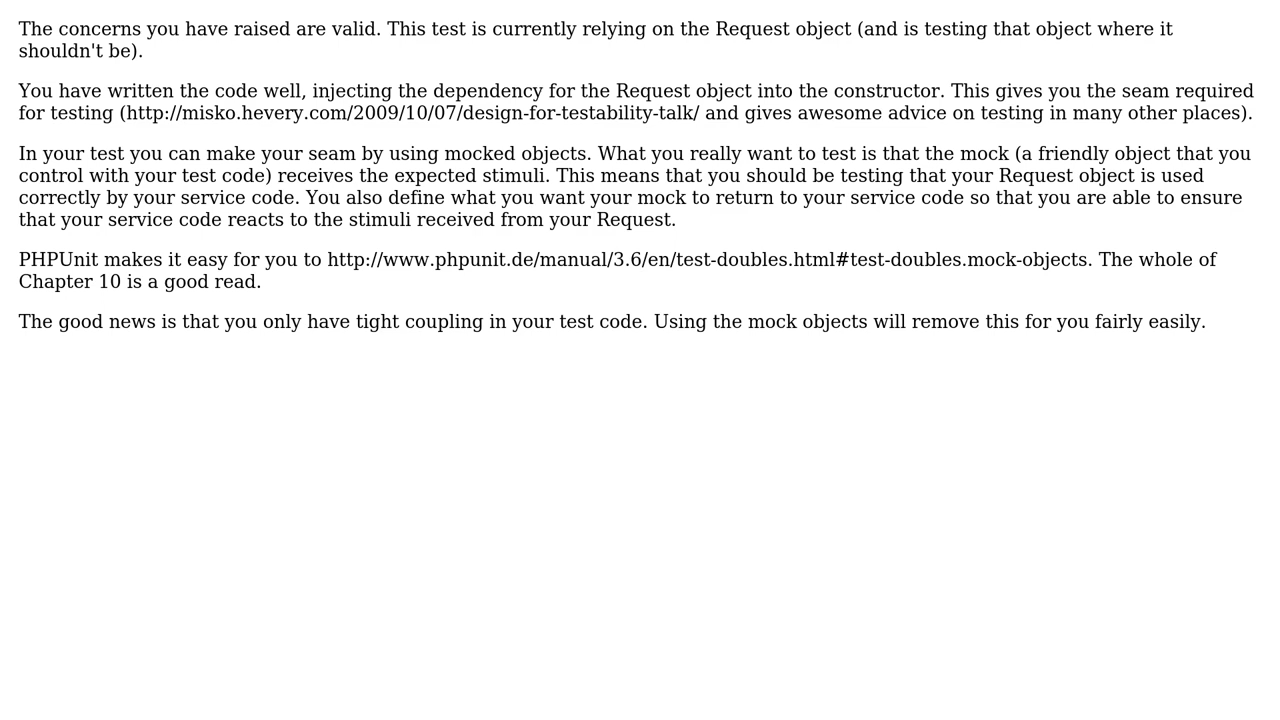 The concerns you have raised are valid. This test is currently relying on the Request object (and is testing that object where it
shouldn't be).
You have written the code well, injecting the dependency for the Request object into the constructor. This gives you the seam required
for testing (http://misko.hevery.com/2009/10/07/design-for-testability-talk/ and gives awesome advice on testing in many other places).
In your test you can make your seam by using mocked objects. What you really want to test is that the mock (a friendly object that you
control with your test code) receives the expected stimuli. This means that you should be testing that your Request object is used
correctly by your service code. You also define what you want your mock to return to your service code so that you are able to ensure
that your service code reacts to the stimuli received from your Request.
PHPUnit makes it easy for you to http://www.phpunit.de/manual/3.6/en/test-doubles.html#test-doubles.mock-objects. The whole of
Chapter 10 is a good read.
The good news is that you only have tight coupling in your test code. Using the mock objects will remove this for you fairly easily.